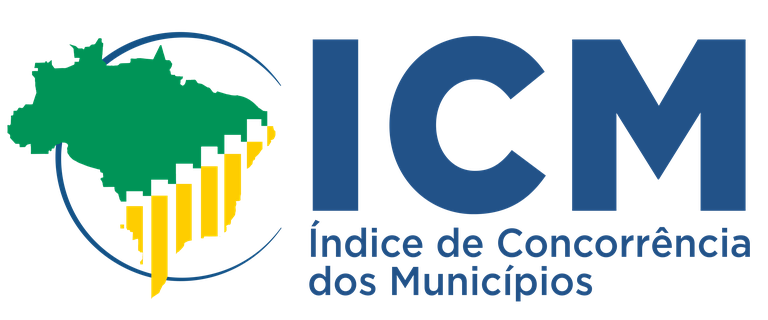 ICM
Índice de Concorrência
dos Municípios